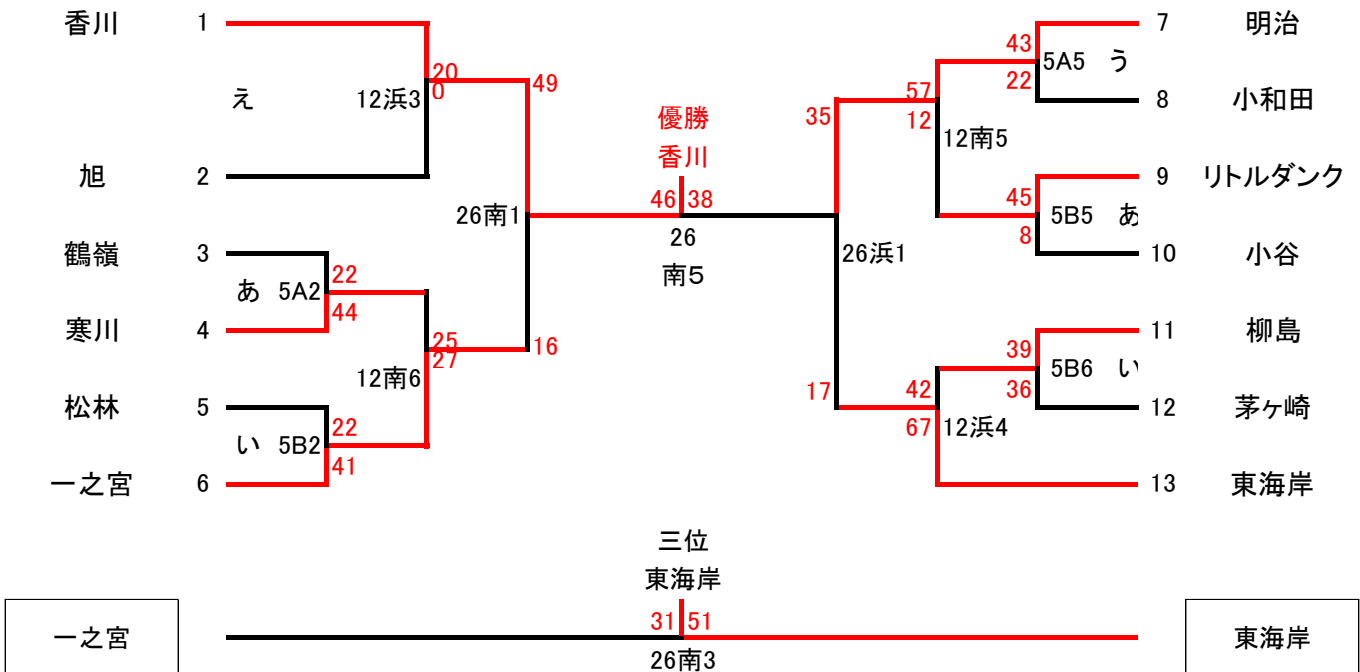 香川 1
え
12浜3
20
0
49
旭 2
26南1
鶴嶺 3
あ 5A2
22
44
寒川 4
25
27
16
12南6
松林 5
い 5B2
22
41
一之宮 6
優勝
香川
46 38
26
南5
7 明治
43
5A5 う
22
8 小和田
57
12
35
12南5
9 リトルダンク
45
5B5 あ
8
10 小谷
26浜1
11 柳島
39
5B6 い
36
12 茅ヶ崎
17
42
67
12浜4
13 東海岸
三位
東海岸
一之宮
31 51
東海岸
26南3